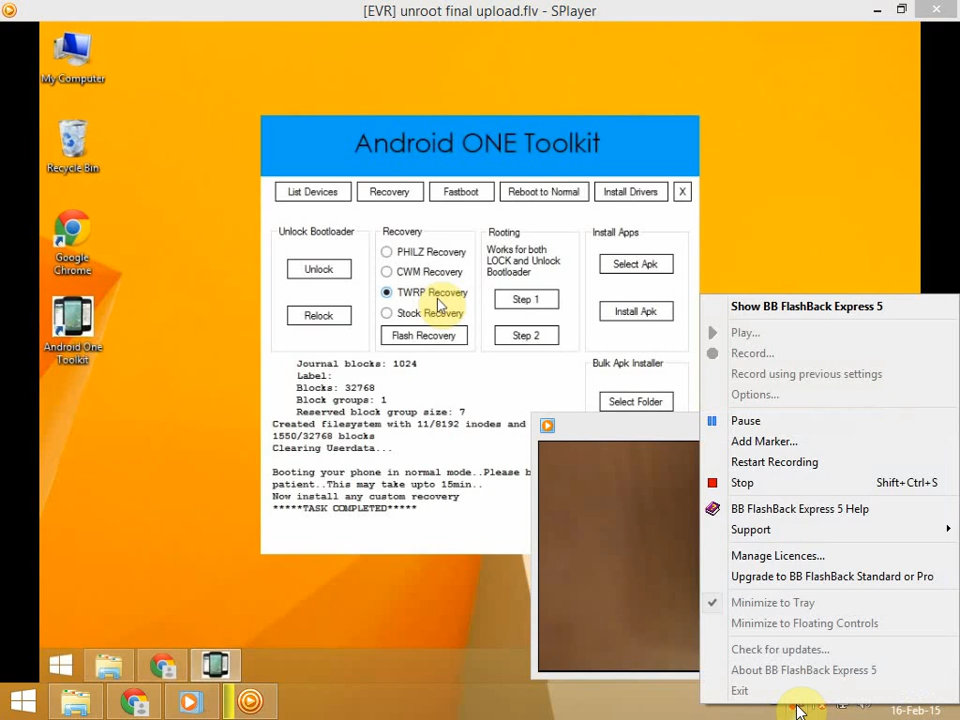 [EVR] unroot final upload.flv - SPlayer
My Computer
Recycle Bin
Google
Chrome
Android One
Toolkit
Android ONE Toolkit
List Devices
Recovery
Fastboot
Reboot to Normal
Install Drivers
X
Unlock Bootloader
Unlock
Relock
Recovery
PHILZ Recovery
CWM Recovery
TWRP Recovery
Stock Recovery
Flash Recovery
Rooting
Works for both
LOCK and Unlock
Bootloader
Step 1
Step 2
Install Apps
Select Apk
Install Apk
Bulk Apk Installer
Select Folder
Journal blocks: 1024
Label:
Blocks: 32768
Block groups: 1
Reserved block group size: 7
Created filesystem with 11/8192 inodes and
1550/32768 blocks
Clearing Userdata...
Booting your phone in normal mode..Please b
patient..This may take upto 15min..
Now install any custom recovery
*****TASK COMPLETED*****
Show BB FlashBack Express 5
Play...
Record...
Record using previous settings
Options...
Pause
Add Marker...
Restart Recording
Stop Shift+Ctrl+S
BB FlashBack Express 5 Help
Support
Manage Licences...
Upgrade to BB FlashBack Standard or Pro
Minimize to Tray
Minimize to Floating Controls
Check for updates...
About BB FlashBack Express 5
Exit
16-Feb-15